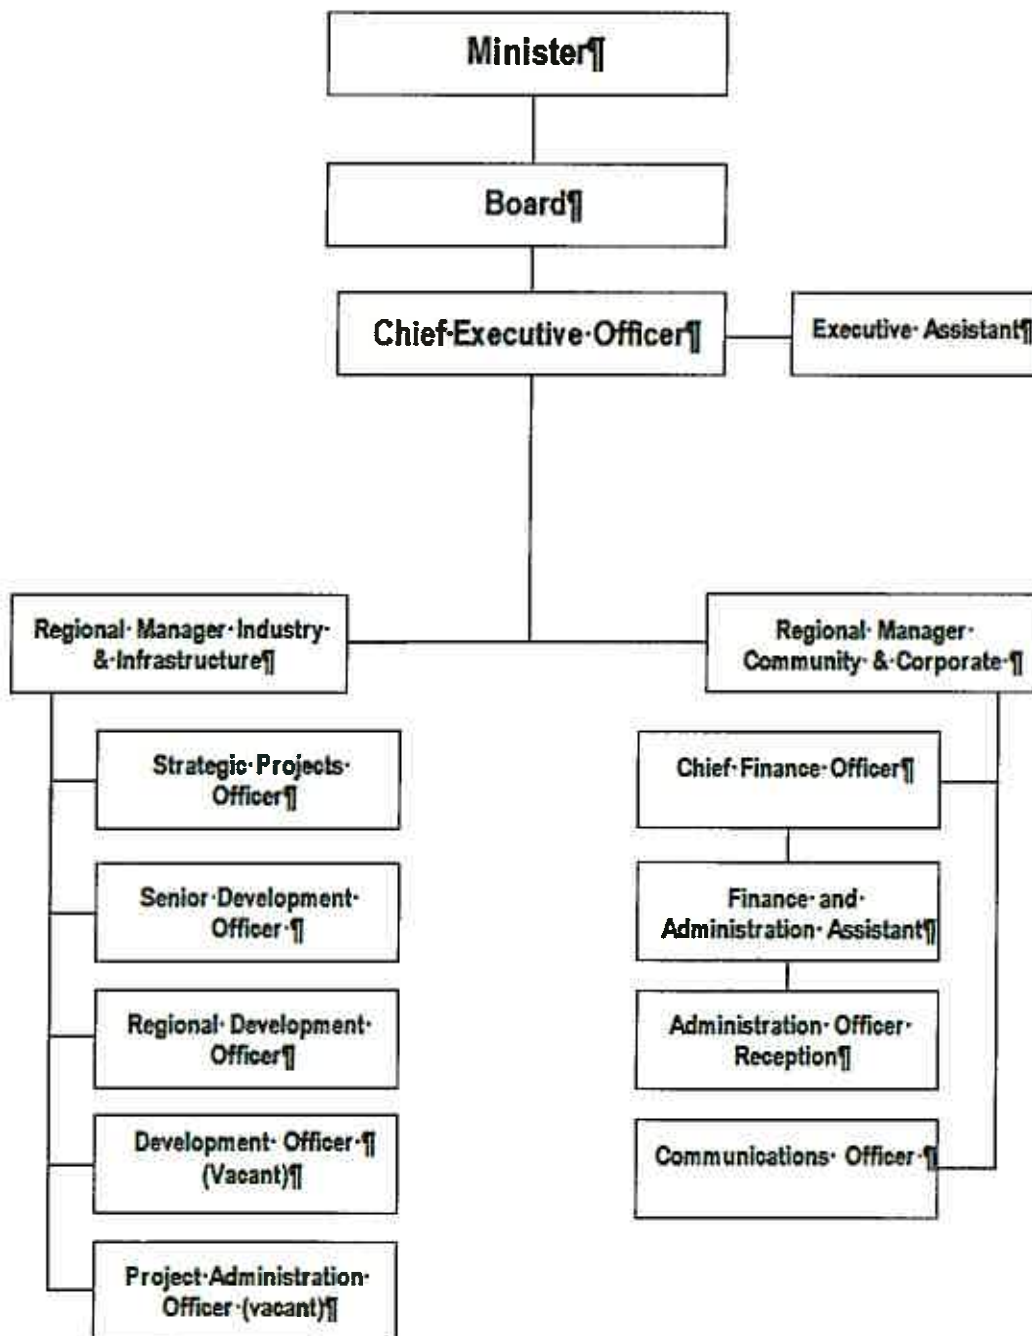 Minister¶
Board¶
Chief·Executive·Officer¶
Executive·Assistant¶
Regional·Manager·Industry·
&·Infrastructure¶
Regional·Manager·
Community·&·Corporate·¶
Strategic·Projects·
Officer¶
Senior·Development·
Officer·¶
Regional·Development·
Officer¶
Development·Officer·¶
(Vacant)¶
Project·Administration·
Officer·(vacant)¶
Chief·Finance·Officer¶
Finance·and·
Administration·Assistant¶
Administration·Officer·
Reception¶
Communications·Officer·¶